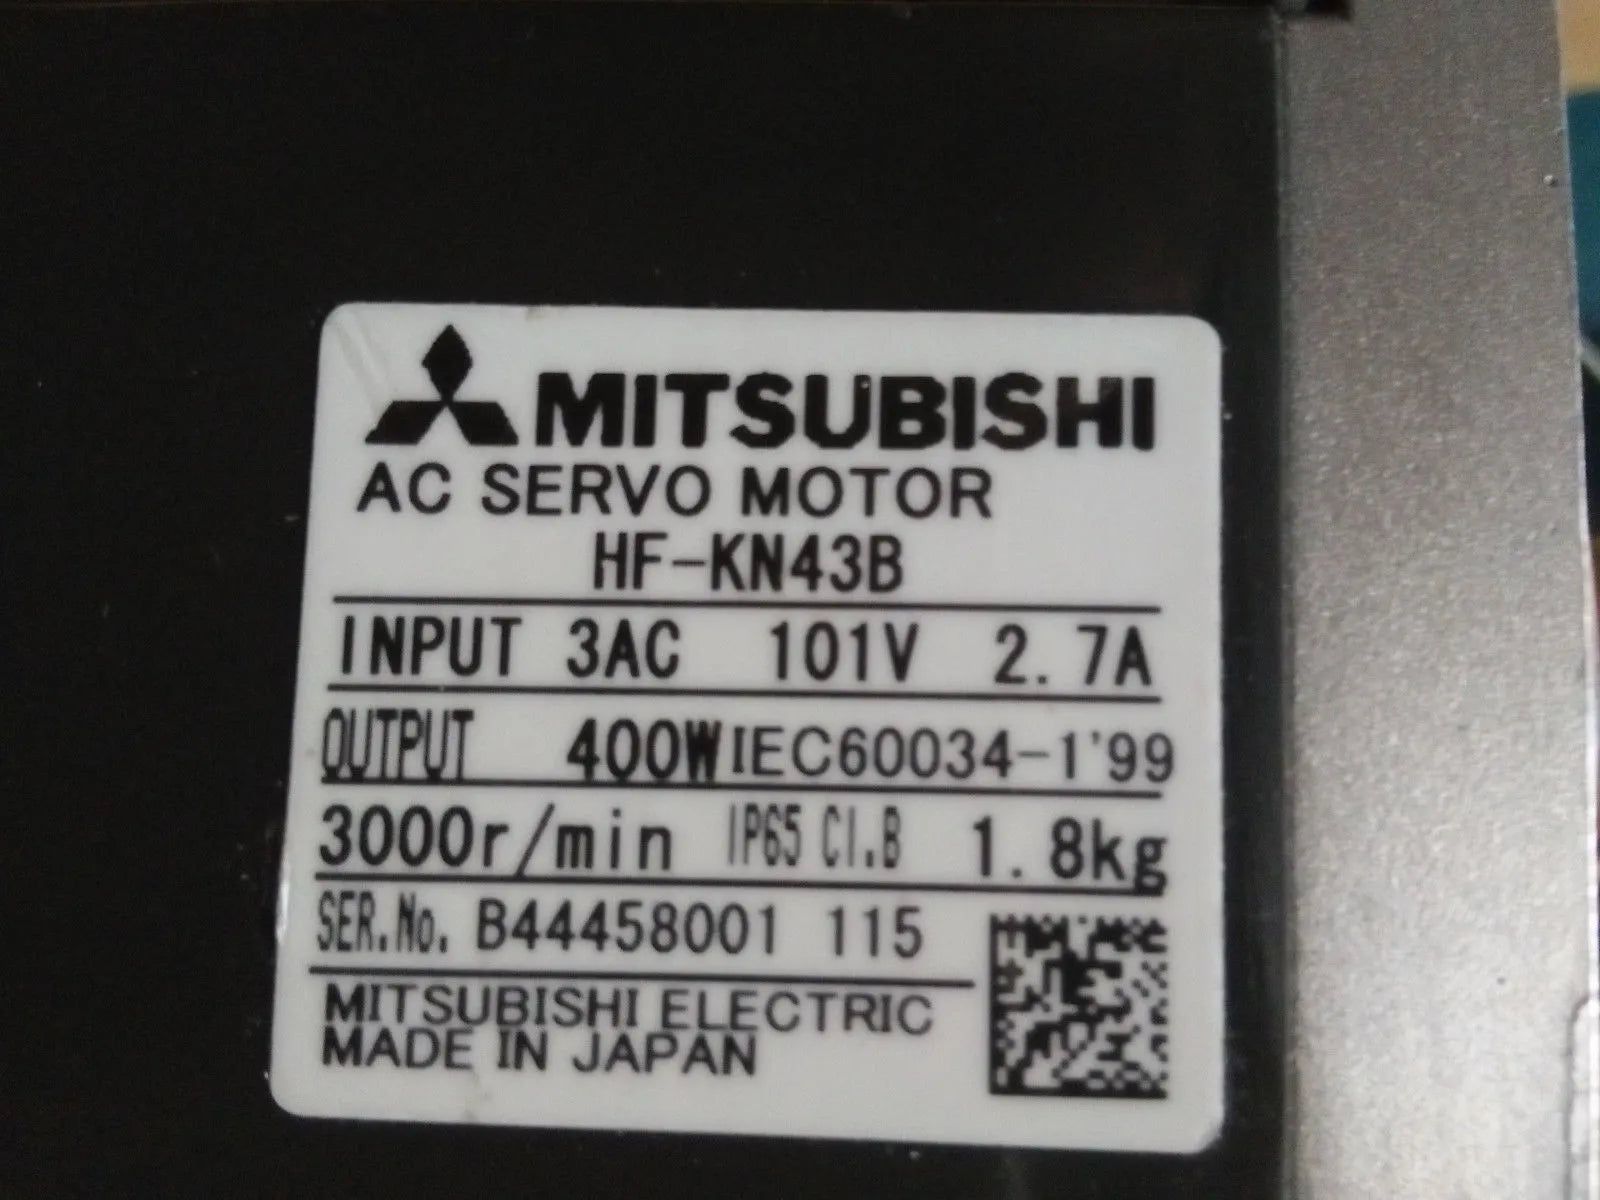 MITSUBISHI
AC SERVO MOTOR
HF-KN43B
INPUT 3AC 101V 2.7A
OUTPUT 400W IEC60034-1'99
3000r/min IP65 CI.B 1.8kg
SER.No. B44458001 115
MITSUBISHI ELECTRIC
MADE IN JAPAN